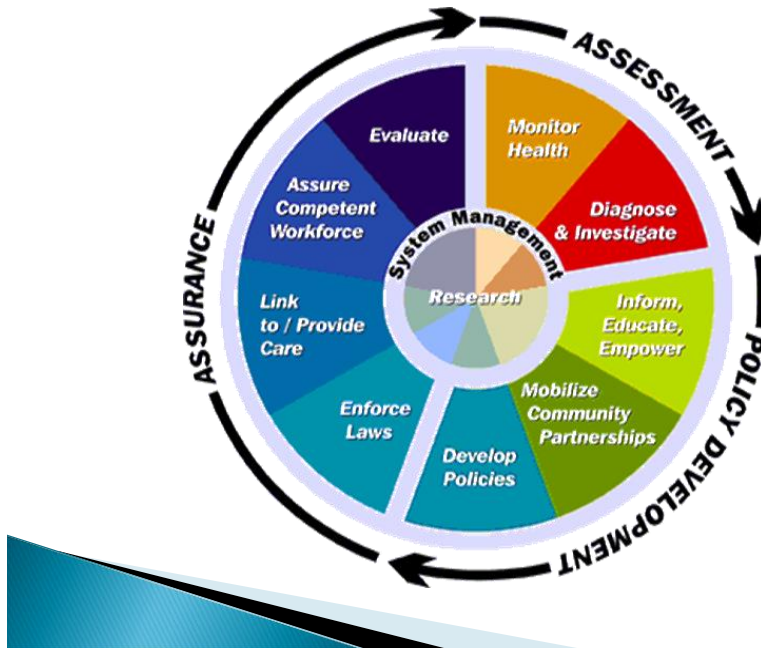 ASSESSMENT
POLICY DEVELOPMENT
ASSURANCE
Monitor
Health
Diagnose
& Investigate
Inform,
Educate,
Empower
Mobilize
Community
Partnerships
Develop
Policies
Enforce
Laws
Link
to / Provide
Care
Assure
Competent
Workforce
Evaluate
System Management
Research